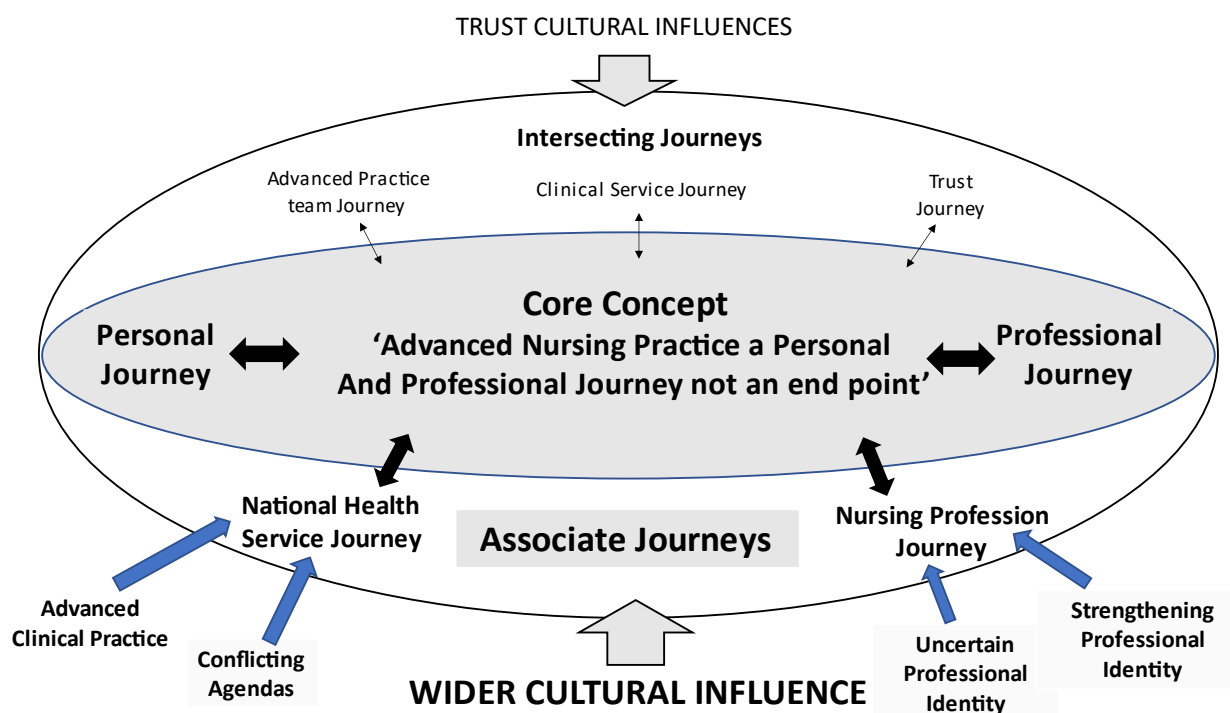 TRUST CULTURAL INFLUENCES
Intersecting Journeys
Advanced Practice
team Journey
Clinical Service Journey
Trust
Journey
Core Concept
‘Advanced Nursing Practice a Personal
And Professional Journey not an end point’
Personal
Journey
Professional
Journey
National Health
Service Journey
Associate Journeys
Nursing Profession
Journey
Advanced
Clinical Practice
Conflicting
Agendas
WIDER CULTURAL INFLUENCE
Uncertain
Professional
Identity
Strengthening
Professional
Identity